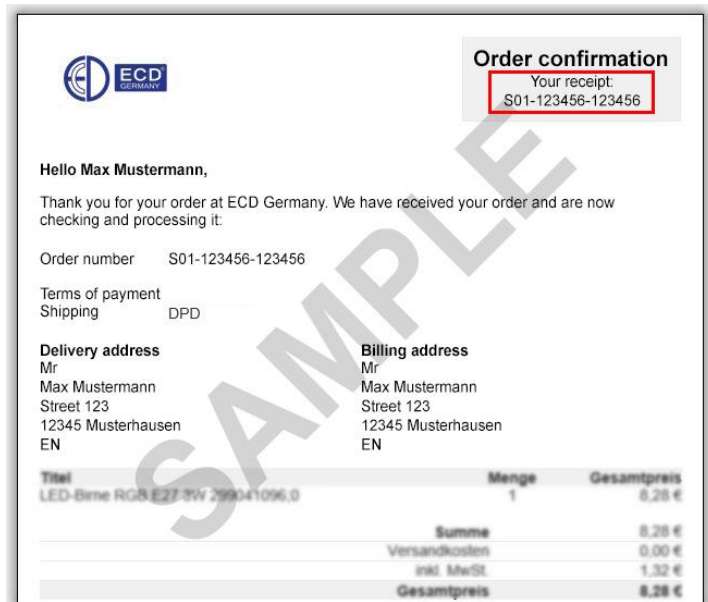 ECD
GERMANY
Order confirmation
Your receipt:
S01-123456-123456
Hello Max Mustermann,
Thank you for your order at ECD Germany. We have received your order and are now
checking and processing it:
Order number S01-123456-123456
Terms of payment
Shipping DPD
Delivery address Billing address
Mr Mr
Max Mustermann Max Mustermann
Street 123 Street 123
12345 Musterhausen 12345 Musterhausen
EN EN
SAMPLE
Titel Menge Gesamtpreis
LED-Birne RGB E27 3W 299041096;0 1 8,28 €
Summe 8,28 €
Versandkosten 0,00 €
inkl. MwSt. 1,32 €
Gesamtpreis 8,28 €